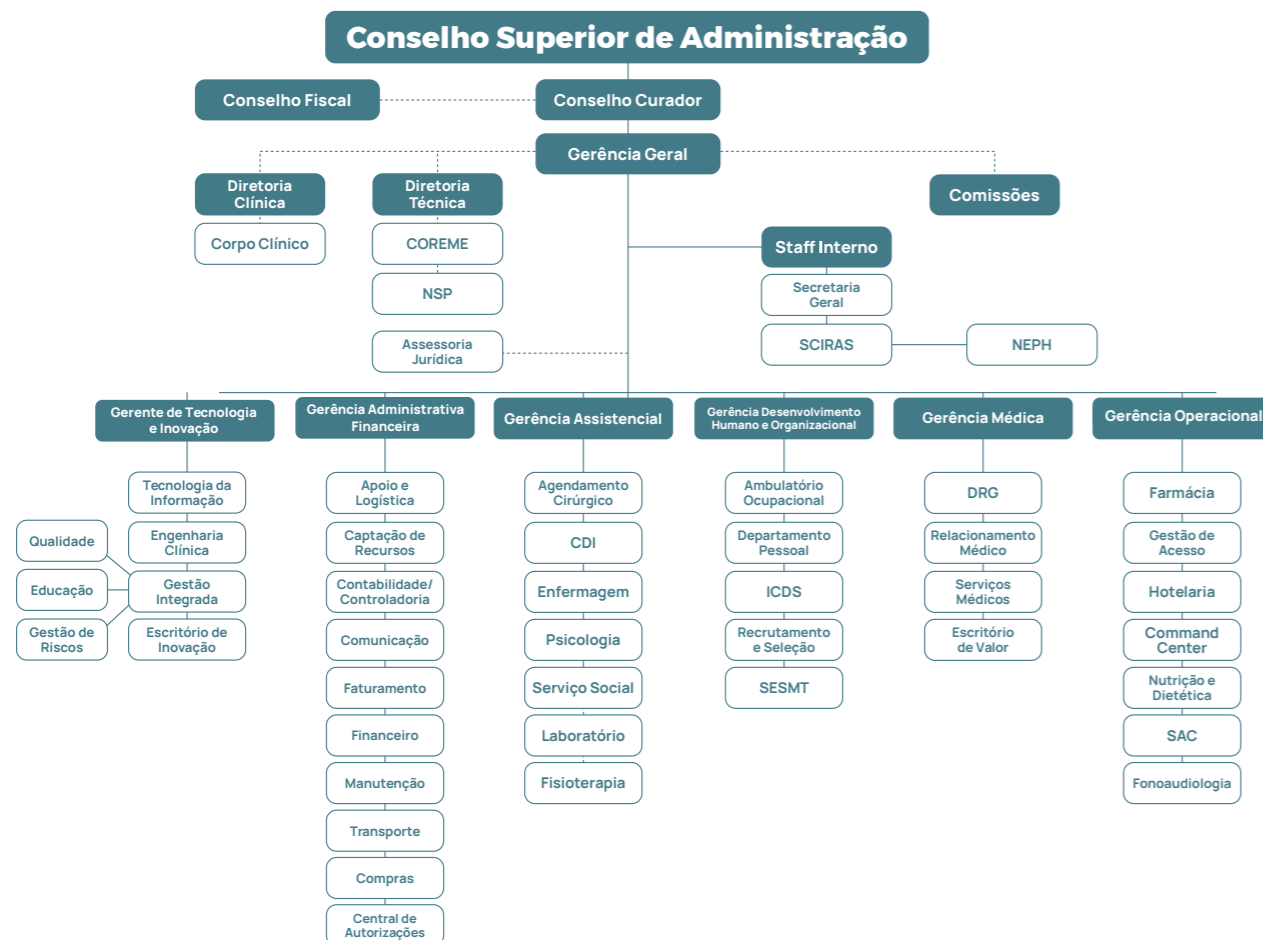 Conselho Superior de Administração
Conselho Fiscal
Conselho Curador
Gerência Geral
Diretoria
Clínica
Diretoria
Técnica
Comissões
Corpo Clínico
COREME
Staff Interno
NSP
Secretaria
Geral
Assessoria
Jurídica
SCIRAS
NEPH
Gerente de Tecnologia
e Inovação
Gerência Administrativa
Financeira
Gerência Assistencial
Gerência Desenvolvimento
Humano e Organizacional
Gerência Médica
Gerência Operacional
Tecnologia da
Informação
Engenharia
Clínica
Qualidade
Educação
Gestão de
Riscos
Gestão
Integrada
Escritório de
Inovação
Apoio e
Logística
Captação de
Recursos
Contabilidade/
Controladoria
Comunicação
Faturamento
Financeiro
Manutenção
Transporte
Compras
Central de
Autorizações
Agendamento
Cirúrgico
CDI
Enfermagem
Psicologia
Serviço Social
Laboratório
Fisioterapia
Ambulatório
Ocupacional
Departamento
Pessoal
ICDS
Recrutamento
e Seleção
SESMT
DRG
Relacionamento
Médico
Serviços
Médicos
Escritório
de Valor
Farmácia
Gestão de
Acesso
Hotelaria
Command
Center
Nutrição e
Dietética
SAC
Fonoaudiologia